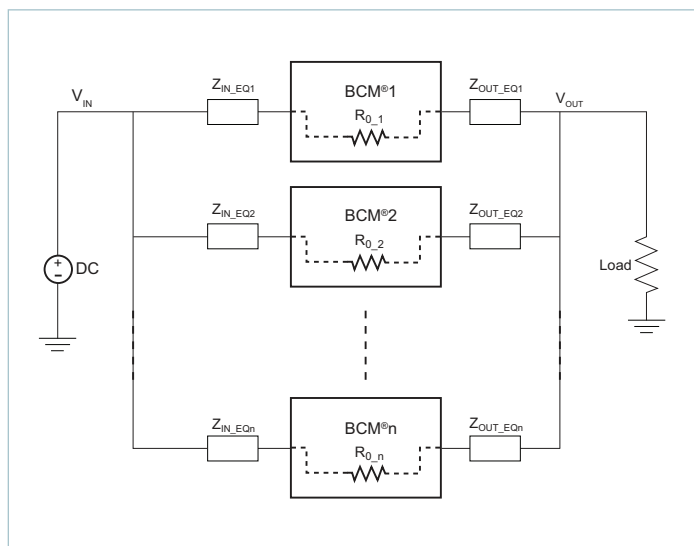 Z_IN_EQ1 BCM®1 Z_OUT_EQ1
V_IN R_0_1 V_OUT
Z_IN_EQ2 BCM®2 Z_OUT_EQ2
R_0_2
+
− DC Load
Z_IN_EQn BCM®n Z_OUT_EQn
R_0_n